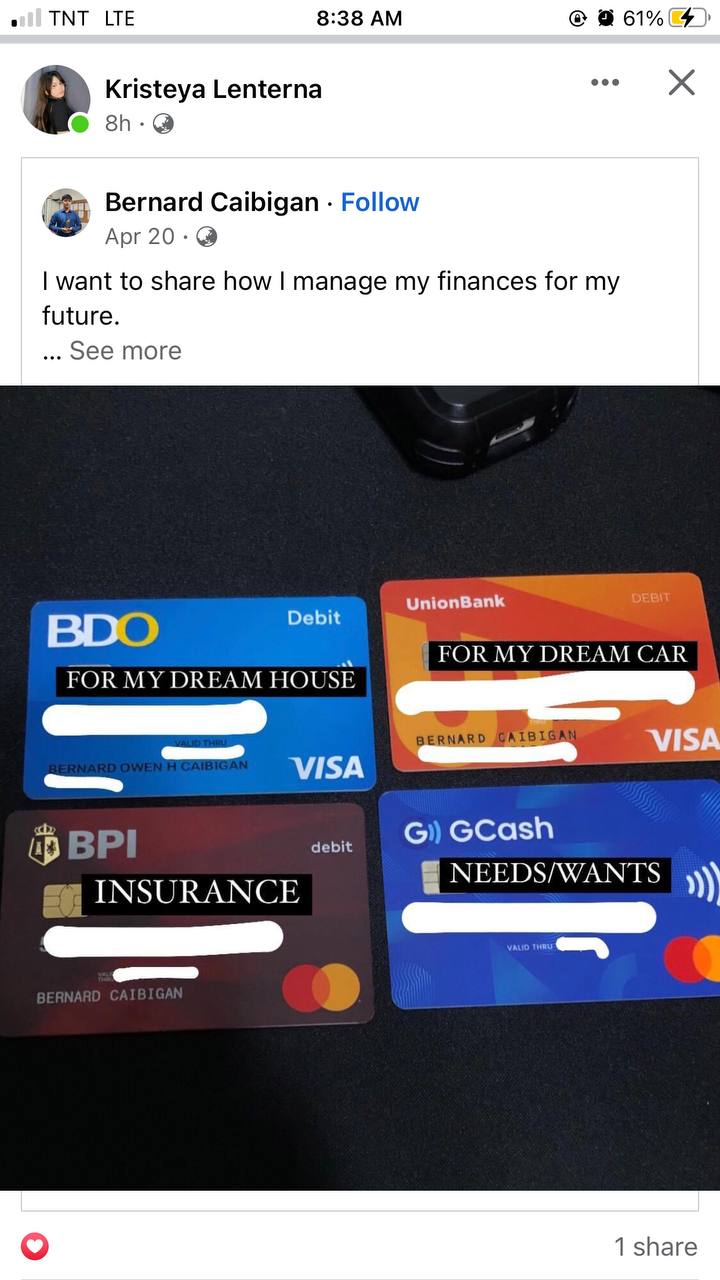 TNT LTE 8:38 AM 61%
Kristeya Lenterna
8h ·
Bernard Caibigan · Follow
Apr 20 ·
I want to share how I manage my finances for my
future.
... See more
BDO Debit
FOR MY DREAM HOUSE
VALID THRU
BERNARD OWEN H CAIBIGAN
VISA
UnionBank DEBIT
FOR MY DREAM CAR
BERNARD CAIBIGAN
VISA
BPI debit
INSURANCE
VALID
THRU
BERNARD CAIBIGAN
G)) GCash
NEEDS/WANTS
VALID THRU
1 share